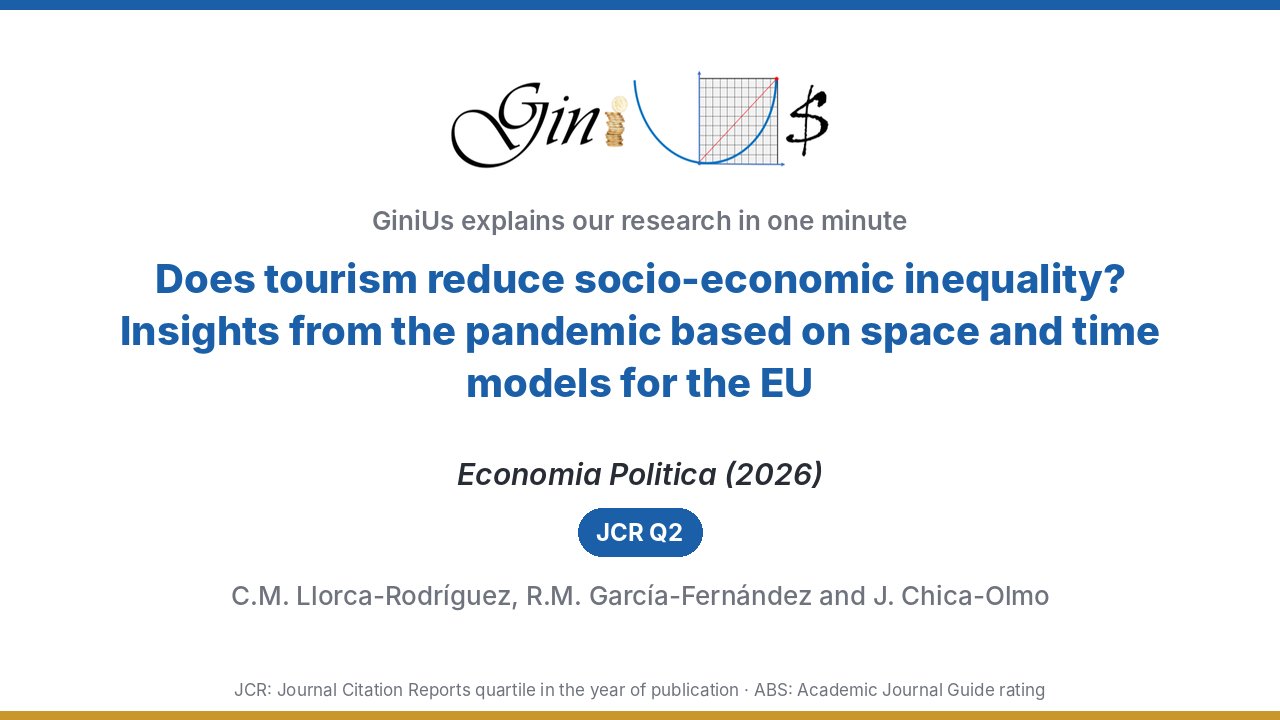 GiniU$
GiniUs explains our research in one minute
Does tourism reduce socio-economic inequality?
Insights from the pandemic based on space and time
models for the EU
Economia Politica (2026)
JCR Q2
C.M. Llorca-Rodríguez, R.M. García-Fernández and J. Chica-Olmo
JCR: Journal Citation Reports quartile in the year of publication · ABS: Academic Journal Guide rating